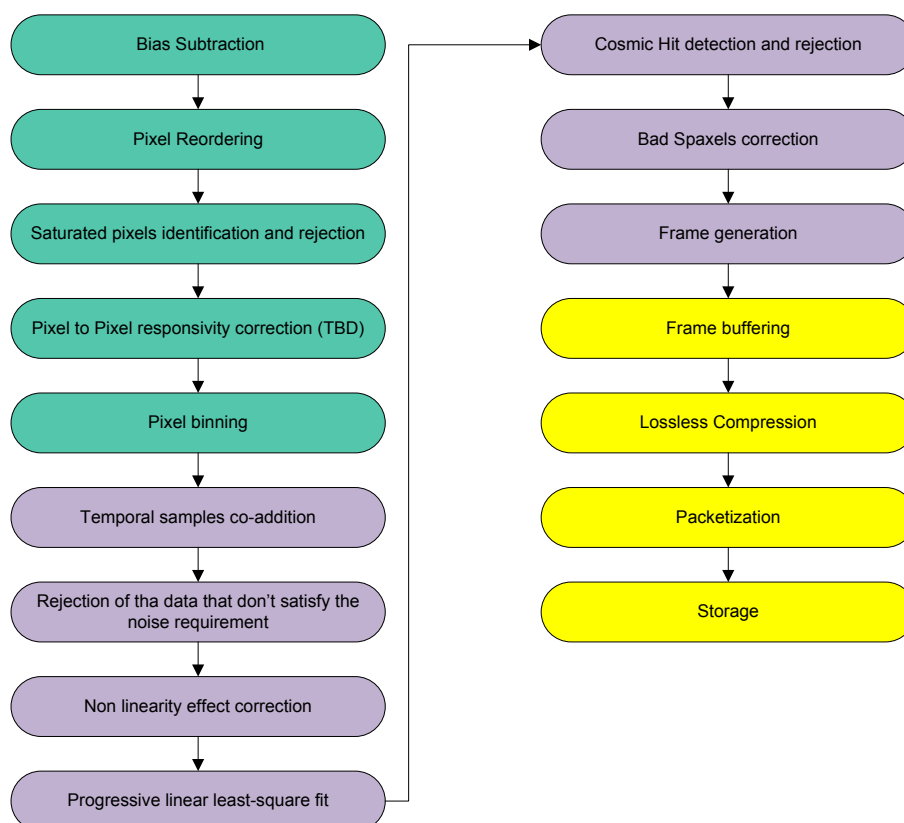 Bias Subtraction
Pixel Reordering
Saturated pixels identification and rejection
Pixel to Pixel responsivity correction (TBD)
Pixel binning
Temporal samples co-addition
Rejection of tha data that don't satisfy the
noise requirement
Non linearity effect correction
Progressive linear least-square fit
Cosmic Hit detection and rejection
Bad Spaxels correction
Frame generation
Frame buffering
Lossless Compression
Packetization
Storage